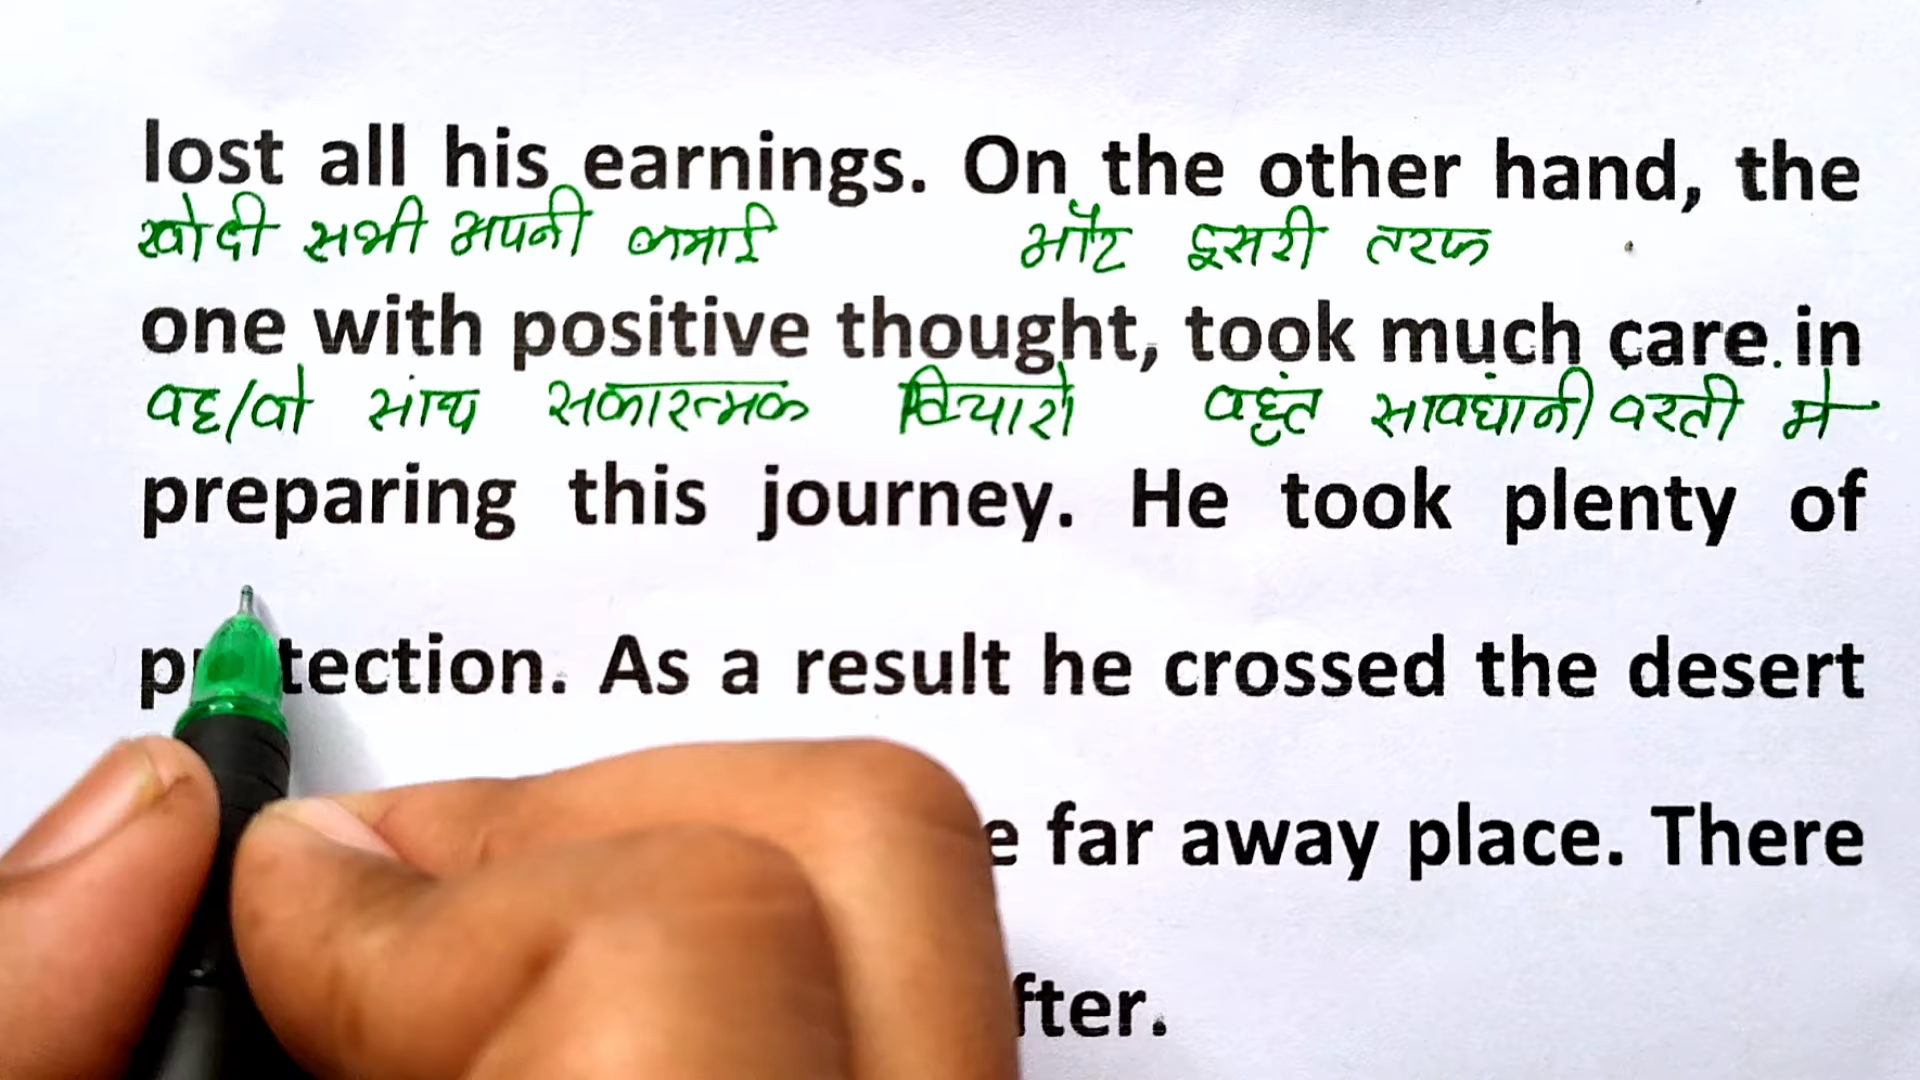 lost all his earnings. On the other hand, the
खो दी सभी अपनी कमाई और दूसरी तरफ
one with positive thought, took much care in
वह/वो साथ सकारत्मक विचारो बहुत सावधानी बरती मे
preparing this journey. He took plenty of
tection. As a result he crossed the desert
far away place. There